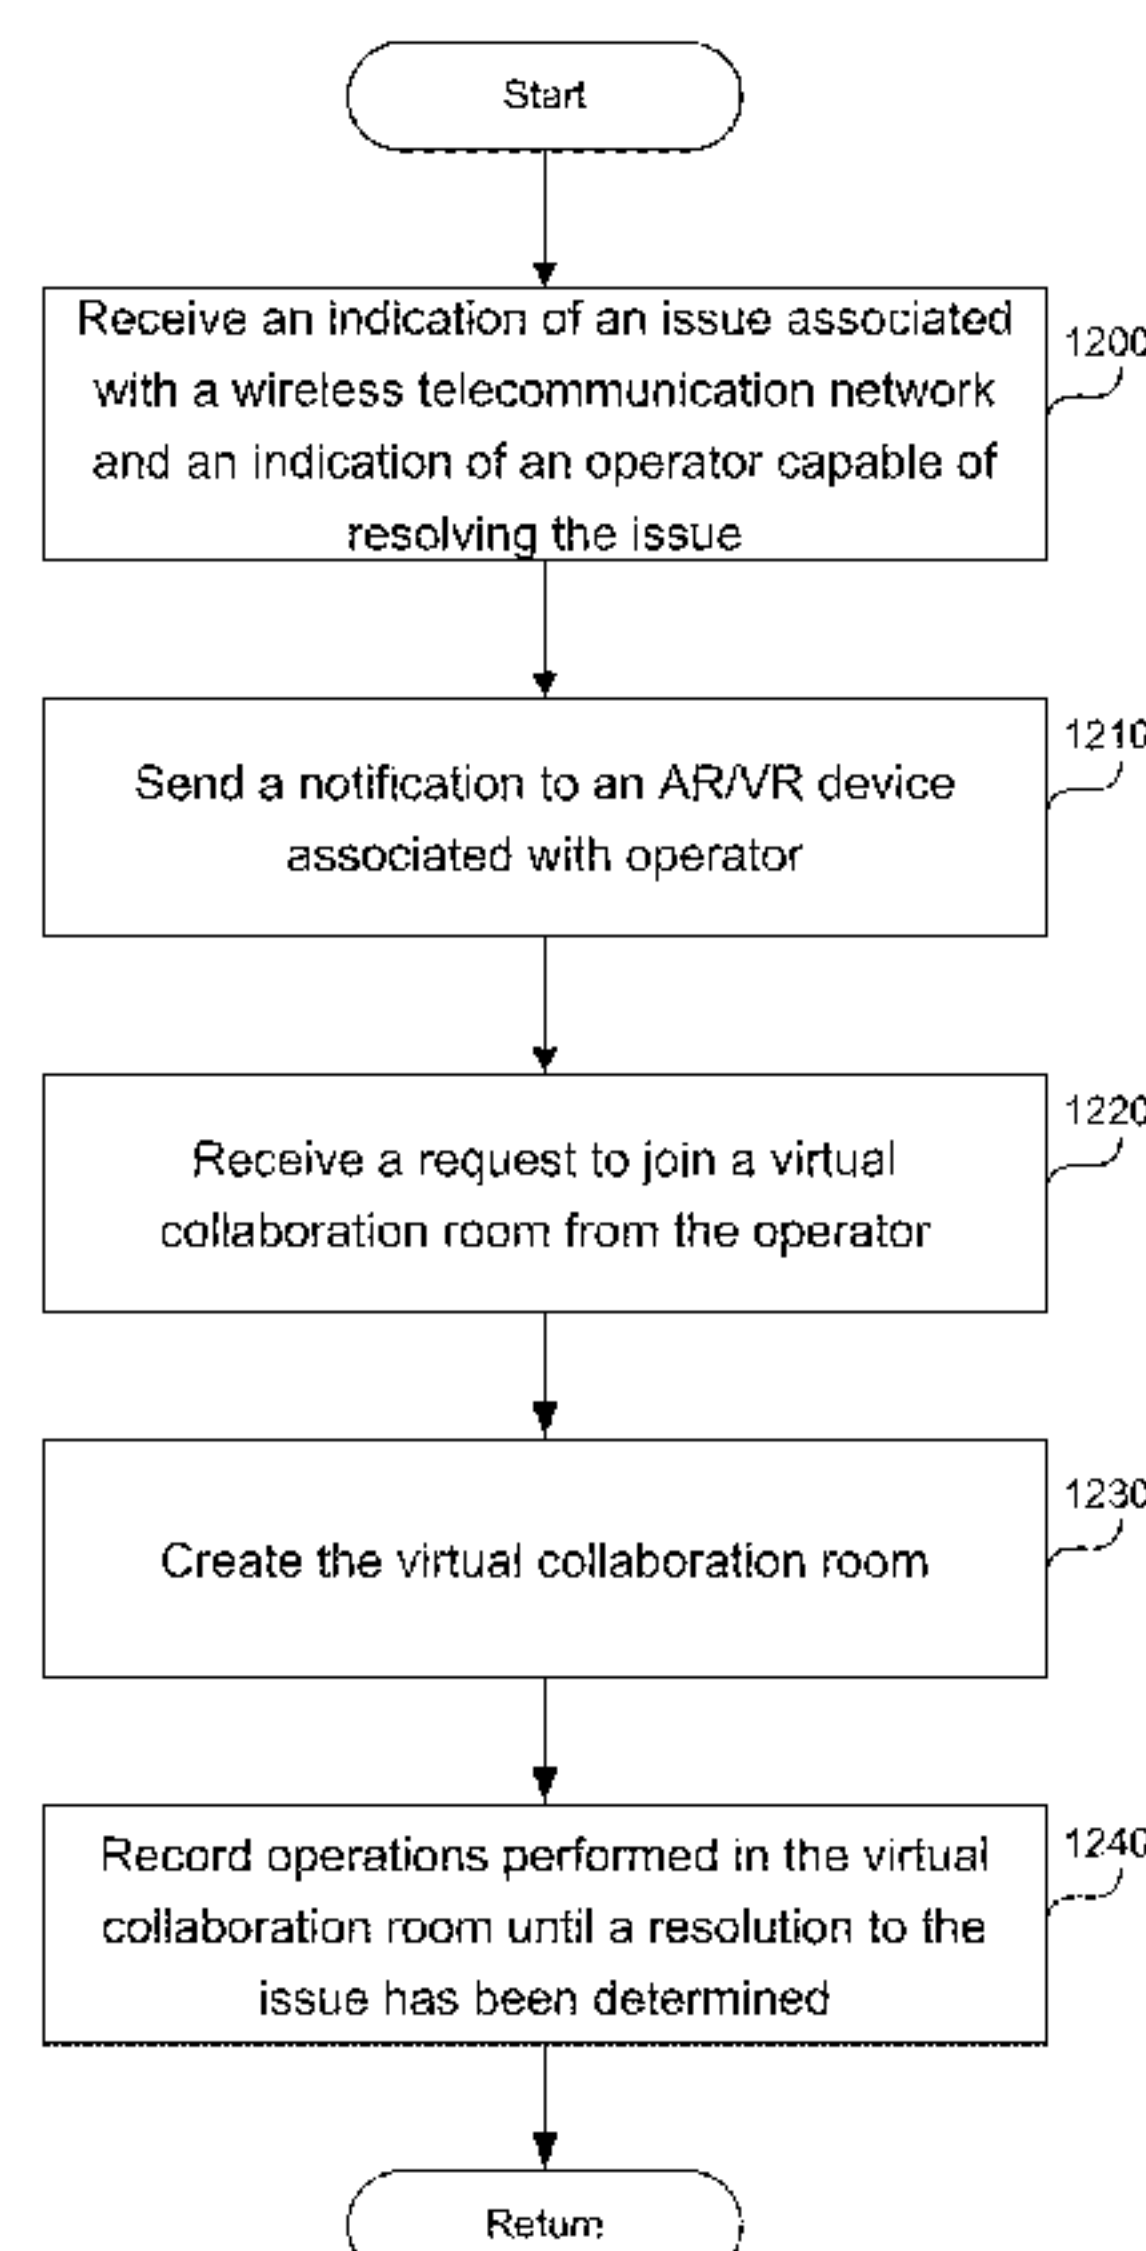 Start
Receive an indication of an issue associated
with a wireless telecommunication network
and an indication of an operator capable of
resolving the issue
1200
Send a notification to an AR/VR device
associated with operator
1210
Receive a request to join a virtual
collaboration room from the operator
1220
Create the virtual collaboration room
1230
Record operations performed in the virtual
collaboration room until a resolution to the
issue has been determined
1240
Return